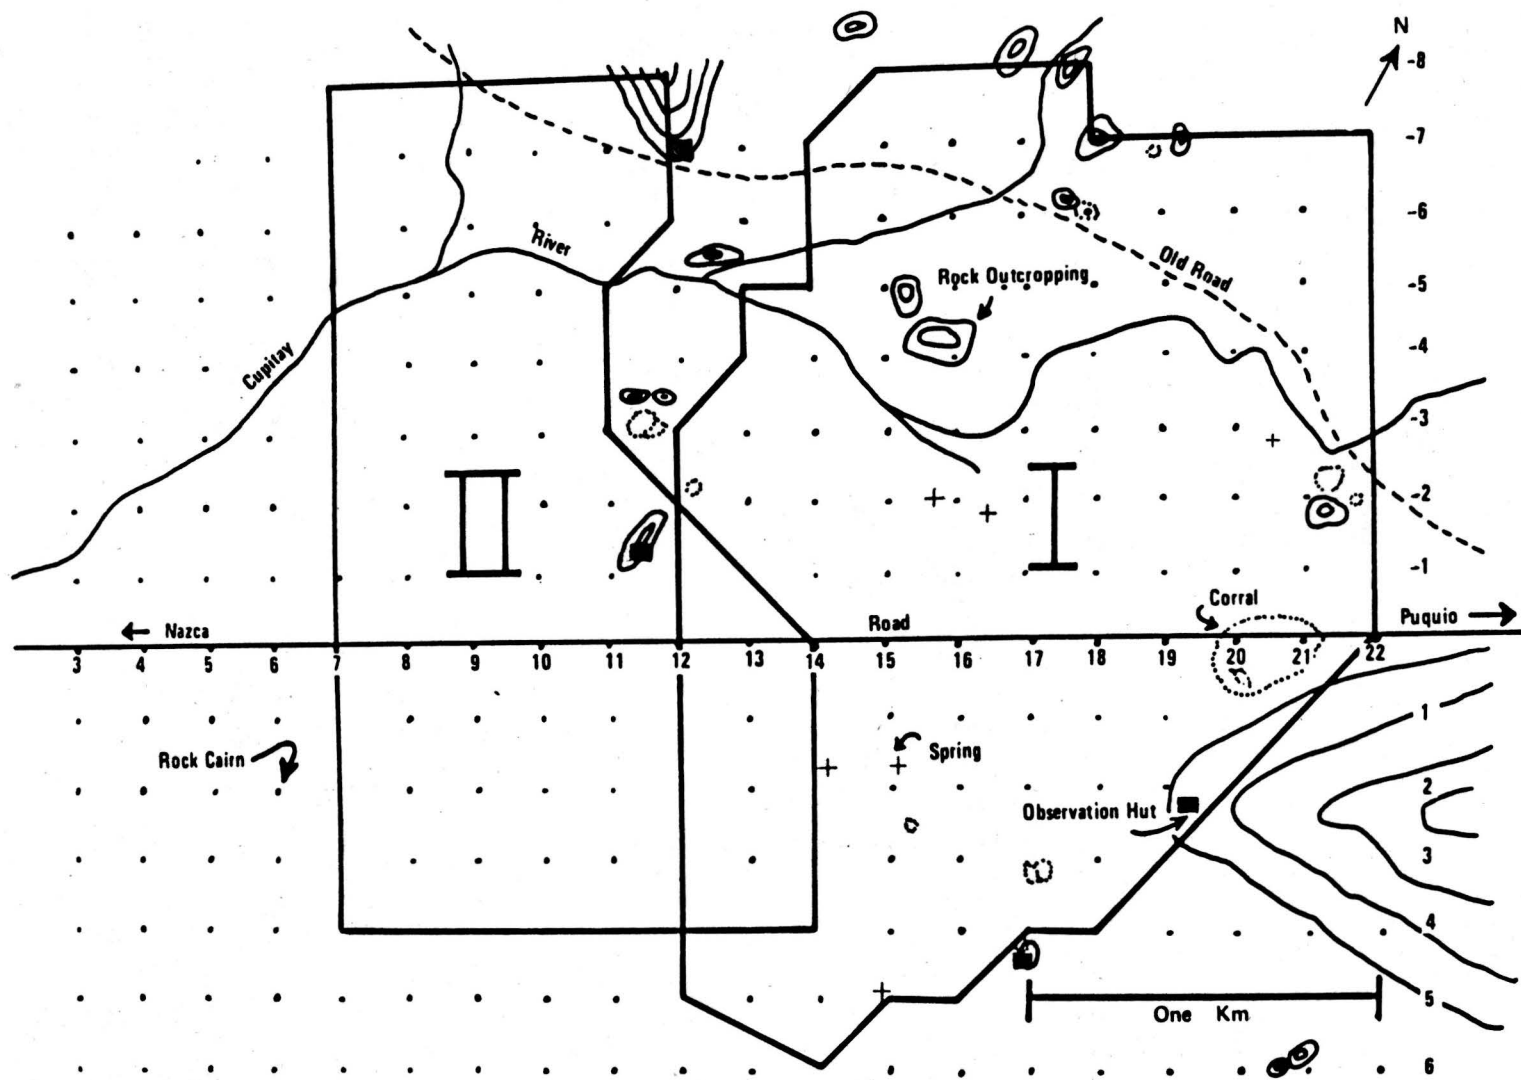 N
-8
-7
-6
River
Old Road
Rock Outcropping
-5
-4
Cupitay
-3
II
I
-2
-1
Corral
Nazca
Road
Puquio
3 4 5 6 7 8 9 10 11 12 13 14 15 16 17 18 19 20 21 22
1
Rock Cairn
Spring
2
Observation Hut
3
4
5
One Km
6